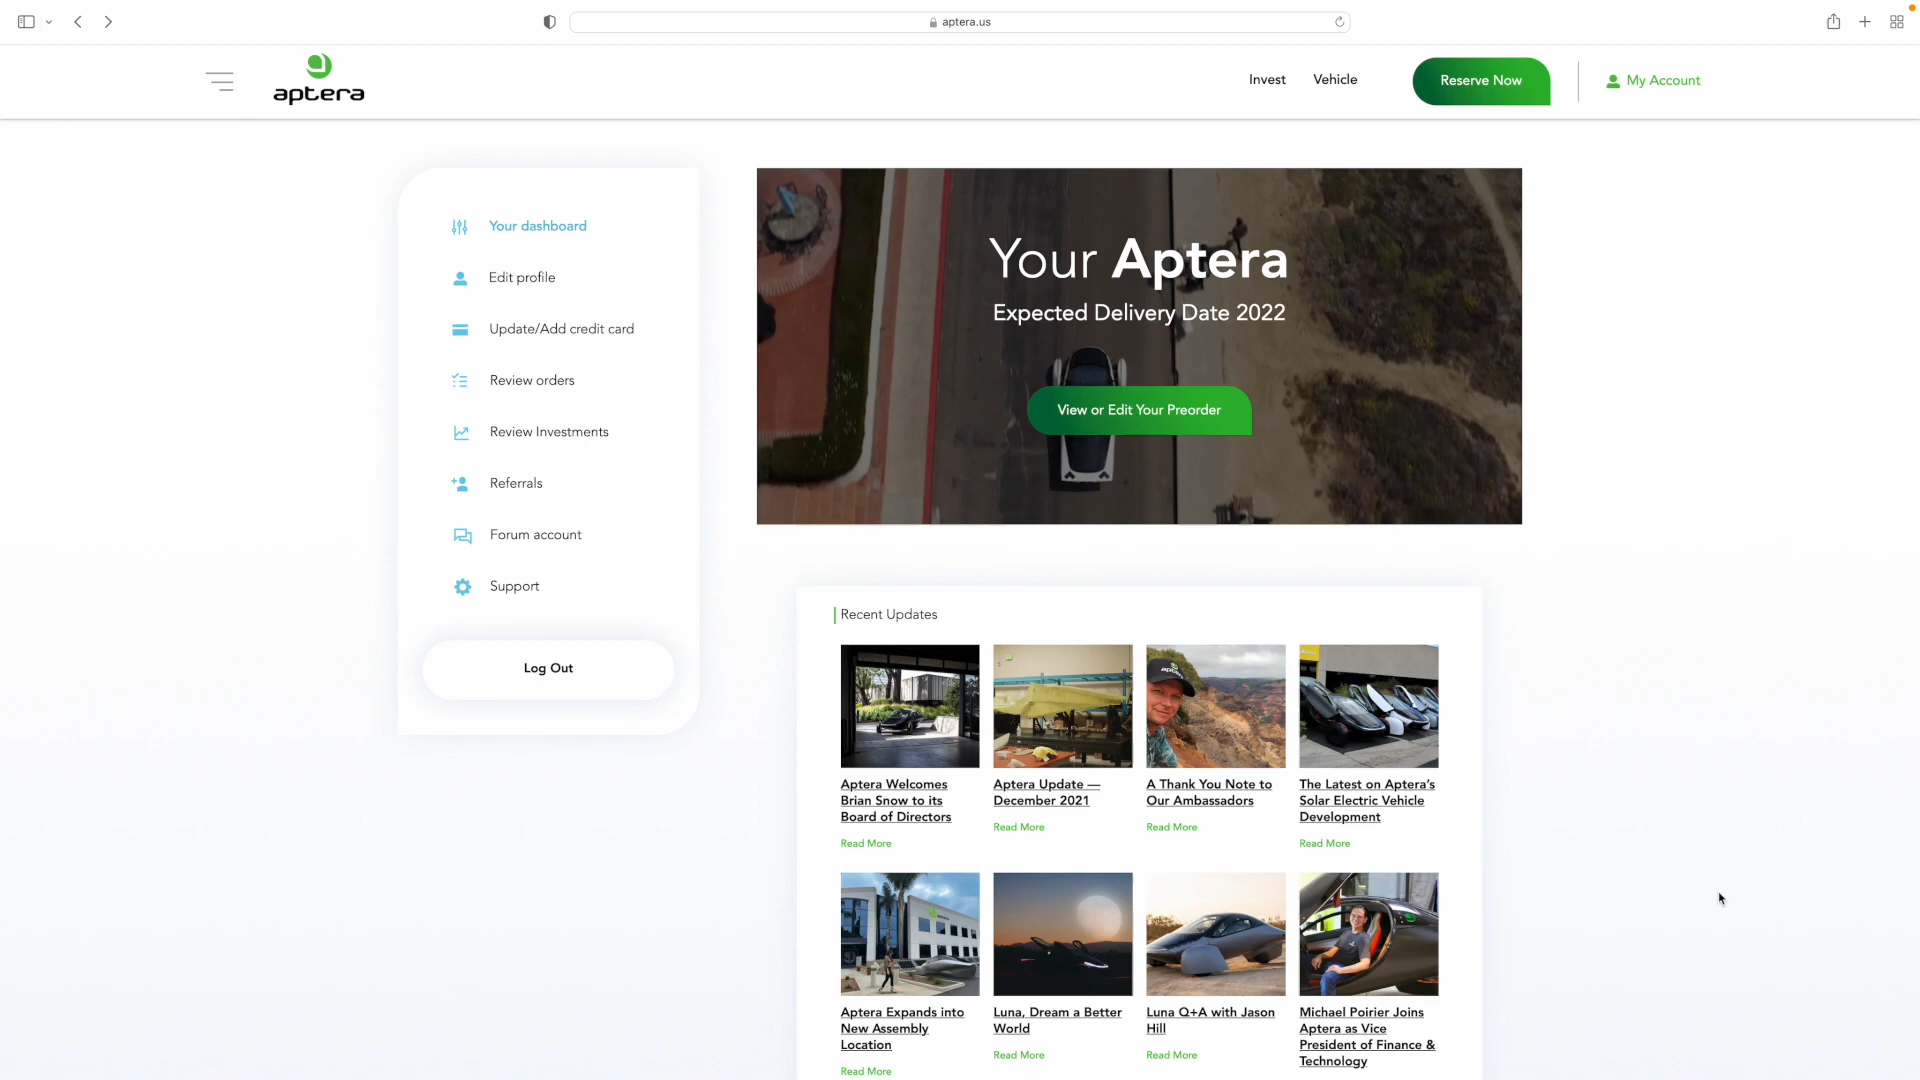 aptera.us
aptera
Invest
Vehicle
Reserve Now
My Account
Your dashboard
Edit profile
Update/Add credit card
Review orders
Review Investments
Referrals
Forum account
Support
Log Out
Your Aptera
Expected Delivery Date 2022
View or Edit Your Preorder
Recent Updates
Aptera Welcomes
Brian Snow to its
Board of Directors
Read More
Aptera Update —
December 2021
Read More
A Thank You Note to
Our Ambassadors
Read More
The Latest on Aptera’s
Solar Electric Vehicle
Development
Read More
Aptera Expands into
New Assembly
Location
Read More
Luna, Dream a Better
World
Read More
Luna Q+A with Jason
Hill
Read More
Michael Poirier Joins
Aptera as Vice
President of Finance &
Technology